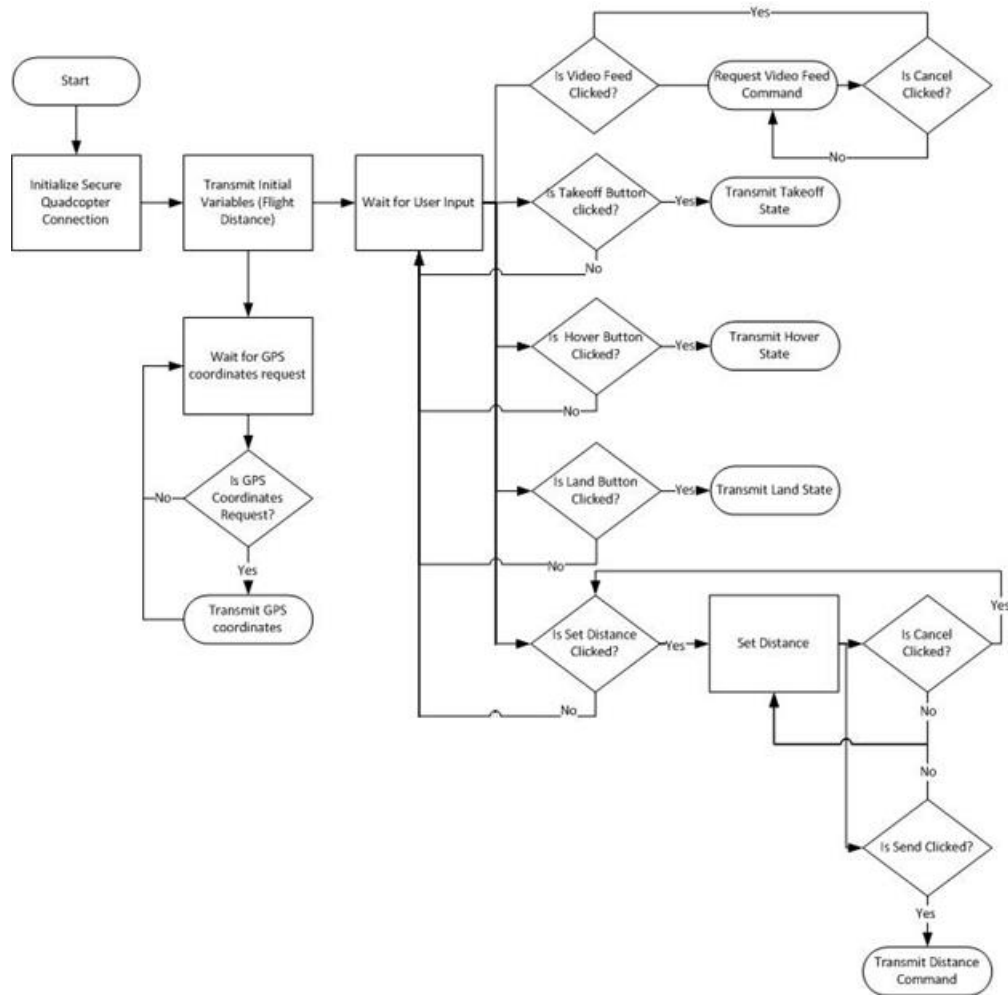 Start
Initialize Secure
Quadcopter
Connection
Transmit Initial
Variables (Flight
Distance)
Wait for User Input
Wait for GPS
coordinates request
Is GPS
Coordinates
Request?
No
Yes
Transmit GPS
coordinates
Yes
Is Video Feed
Clicked?
Request Video Feed
Command
Is Cancel
Clicked?
No
Is Takeoff Button
clicked?
Yes
Transmit Takeoff
State
No
Is Hover Button
Clicked?
Yes
Transmit Hover
State
No
Is Land Button
Clicked?
Yes
Transmit Land State
No
Is Set Distance
Clicked?
Yes
Set Distance
Is Cancel
Clicked?
Yes
No
No
No
Is Send Clicked?
Yes
Transmit Distance
Command